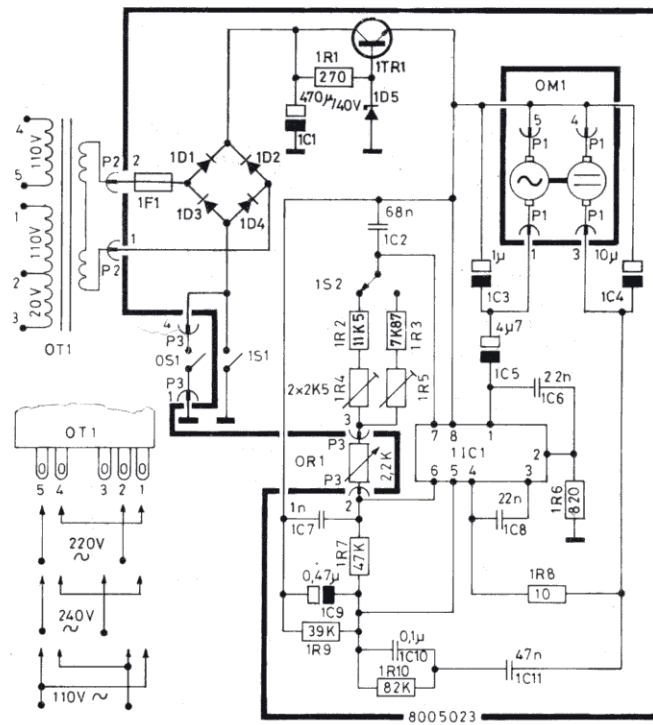 1TR1
1R1
270
470µ/40V
1D5
1C1
OM1
5
4
P1
P1
P1
P1
1
3
10µ
1C4
1µ
1C3
4
110V
5
1
110V
2
20V
3
OT1
P2
2
1F1
1
P2
1D1
1D2
1D3
1D4
4
P3
OS1
P3
1
1S1
68n
1C2
1S2
1R2
11K5
7K87
1R3
2x2K5
1R4
1R5
3
P3
OR1
2,2K
P3
2
4µ7
1C5
22n
1C6
7
8
1
1IC1
2
6
5
4
3
22n
1C8
1R6
820
1n
1C7
1R7
47K
0,47µ
1C9
39K
1R9
1R8
10
0,1µ
1C10
1R10
82K
47n
1C11
8005023
OT1
5
4
3
2
1
220V
~
240V
~
110V~